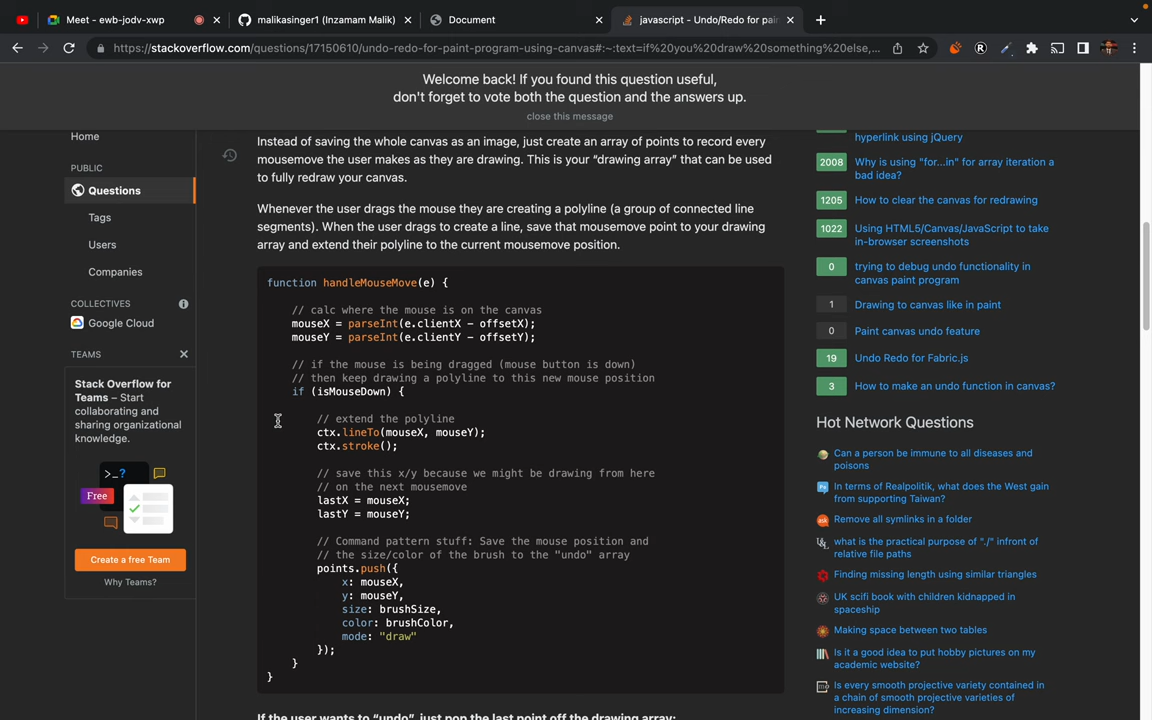 Meet - ewb-jodv-xwp
malikasinger1 (Inzamam Malik)
Document
javascript - Undo/Redo for pain
https://stackoverflow.com/questions/17150610/undo-redo-for-paint-program-using-canvas#:~:text=if%20you%20draw%20something%20else,...
Welcome back! If you found this question useful,
don't forget to vote both the question and the answers up.
close this message
Home
PUBLIC
Questions
Tags
Users
Companies
COLLECTIVES
Google Cloud
TEAMS
Stack Overflow for
Teams – Start
collaborating and
sharing organizational
knowledge.
>_?
Free
Create a free Team
Why Teams?
Instead of saving the whole canvas as an image, just create an array of points to record every
mousemove the user makes as they are drawing. This is your “drawing array” that can be used
to fully redraw your canvas.
Whenever the user drags the mouse they are creating a polyline (a group of connected line
segments). When the user drags to create a line, save that mousemove point to your drawing
array and extend their polyline to the current mousemove position.
function handleMouseMove(e) {
// calc where the mouse is on the canvas
mouseX = parseInt(e.clientX - offsetX);
mouseY = parseInt(e.clientY - offsetY);
// if the mouse is being dragged (mouse button is down)
// then keep drawing a polyline to this new mouse position
if (isMouseDown) {
// extend the polyline
ctx.lineTo(mouseX, mouseY);
ctx.stroke();
// save this x/y because we might be drawing from here
// on the next mousemove
lastX = mouseX;
lastY = mouseY;
// Command pattern stuff: Save the mouse position and
// the size/color of the brush to the "undo" array
points.push({
x: mouseX,
y: mouseY,
size: brushSize,
color: brushColor,
mode: "draw"
});
}
}
If the user wants to “undo”, just pop the last point off the drawing array:
hyperlink using jQuery
2008 Why is using "for...in" for array iteration a
bad idea?
1205 How to clear the canvas for redrawing
1022 Using HTML5/Canvas/JavaScript to take
in-browser screenshots
0 trying to debug undo functionality in
canvas paint program
1 Drawing to canvas like in paint
0 Paint canvas undo feature
19 Undo Redo for Fabric.js
3 How to make an undo function in canvas?
Hot Network Questions
Can a person be immune to all diseases and
poisons
In terms of Realpolitik, what does the West gain
from supporting Taiwan?
Remove all symlinks in a folder
what is the practical purpose of "./" infront of
relative file paths
Finding missing length using similar triangles
UK scifi book with children kidnapped in
spaceship
Making space between two tables
Is it a good idea to put hobby pictures on my
academic website?
Is every smooth projective variety contained in
a chain of smooth projective varieties of
increasing dimension?